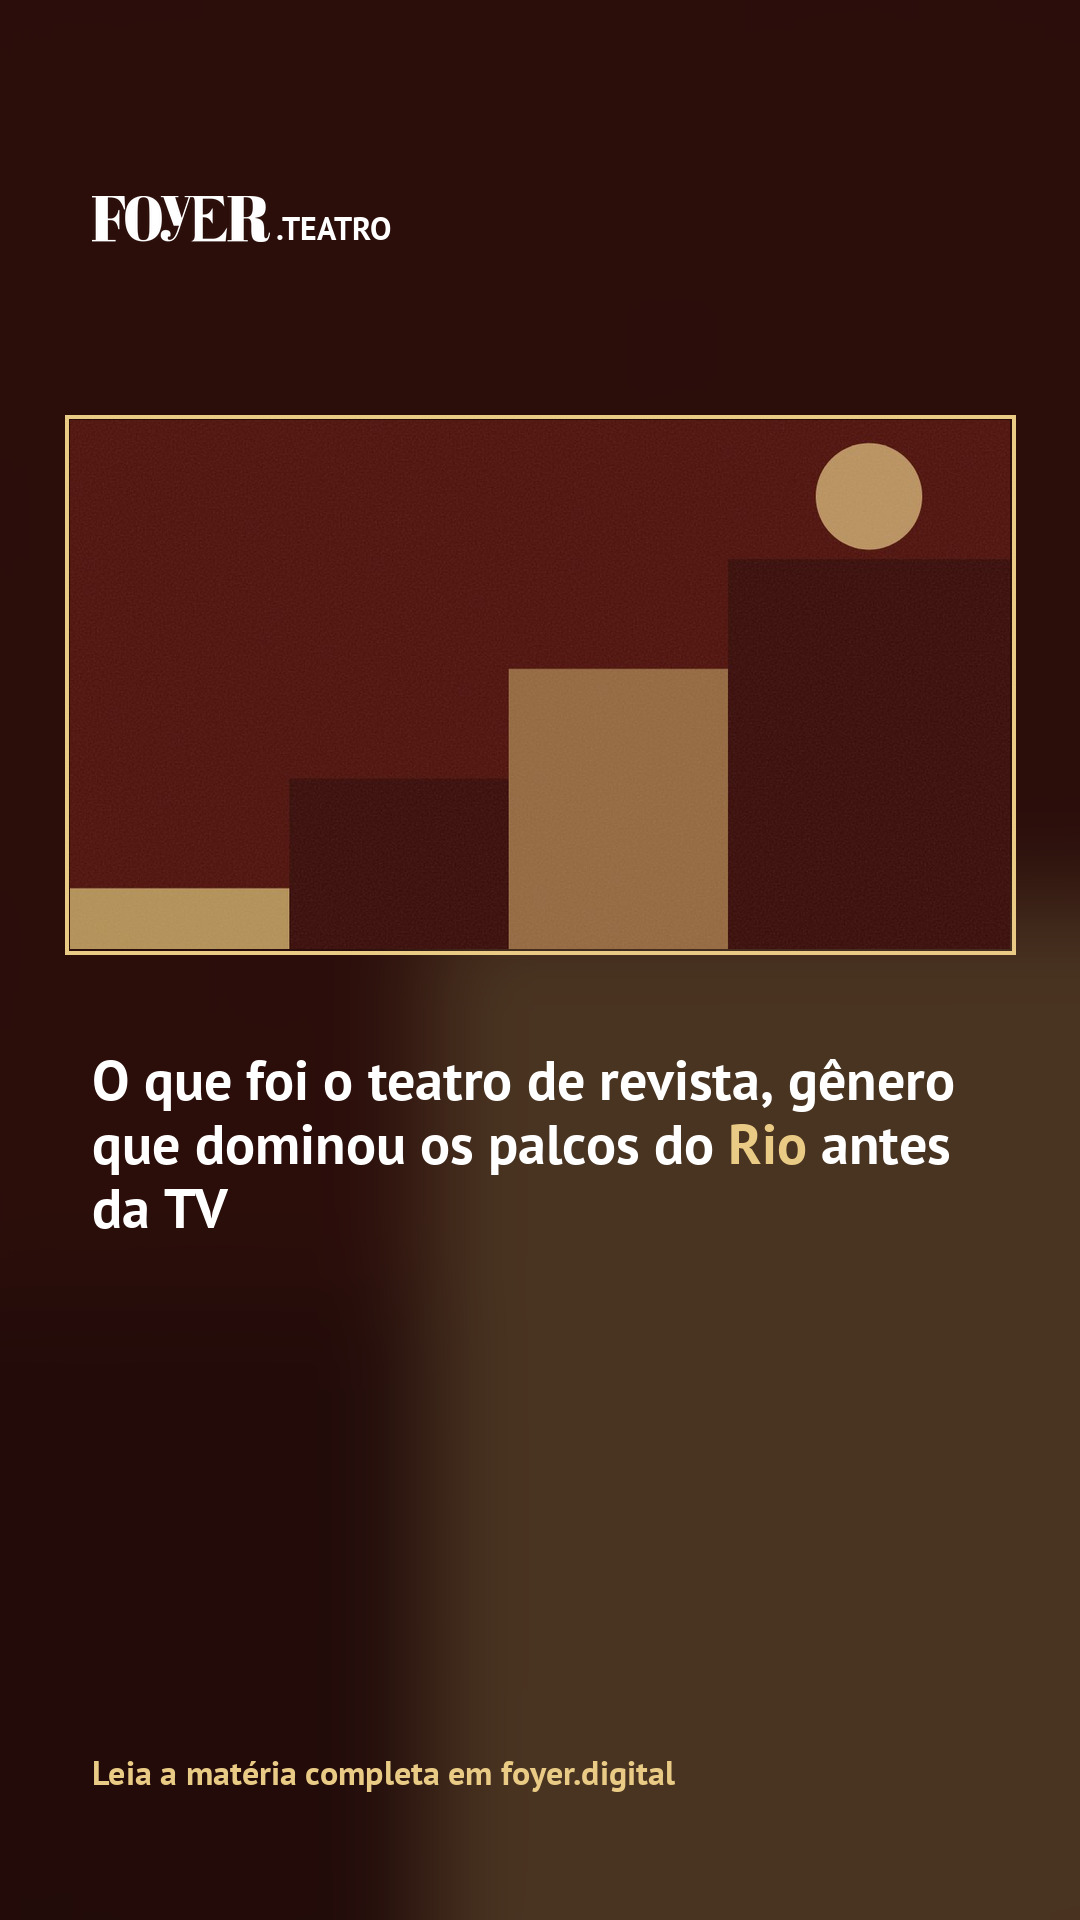 FOYER .TEATRO
O que foi o teatro de revista, gênero
que dominou os palcos do Rio antes
da TV
Leia a matéria completa em foyer.digital